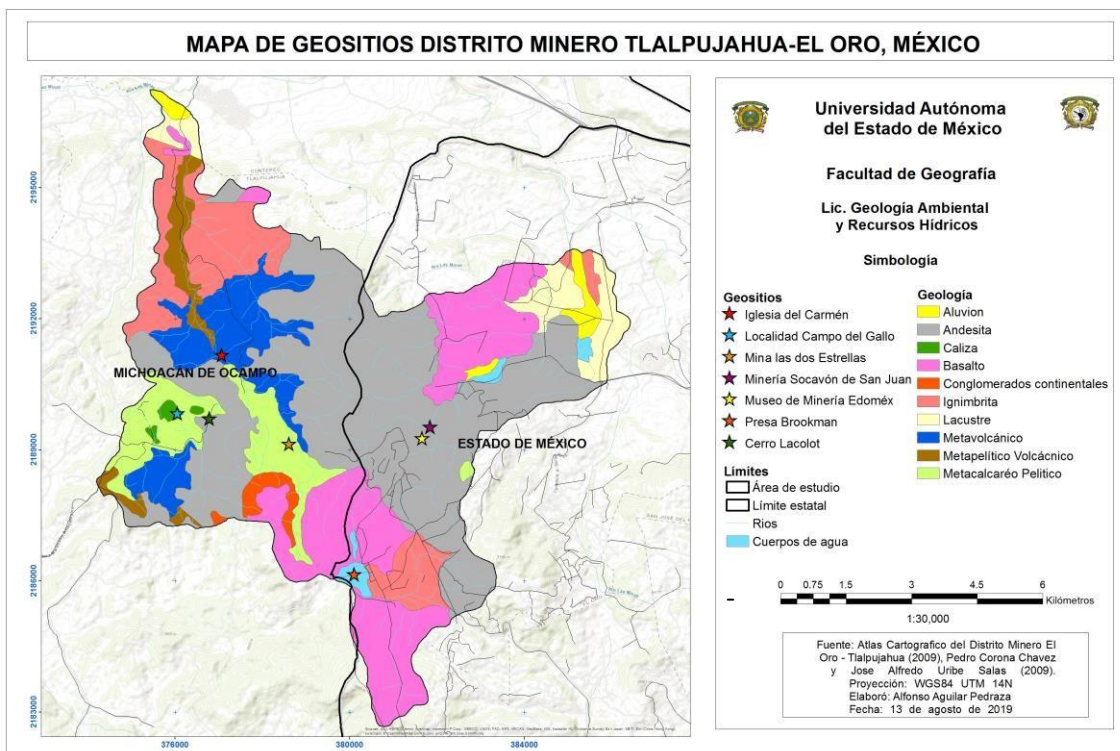 MAPA DE GEOSITIOS DISTRITO MINERO TLALPUJAHUA-EL ORO, MÉXICO
2195000
2192000
2189000
2186000
2183000
376000
380000
384000
TLALPUJAHUA
MICHOACÁN DE OCAMPO
ESTADO DE MÉXICO
Universidad Autónoma
del Estado de México
Facultad de Geografía
Lic. Geología Ambiental
y Recursos Hídricos
Simbología
Geositios
Iglesia del Carmén
Localidad Campo del Gallo
Mina las dos Estrellas
Minería Socavón de San Juan
Museo de Minería Edoméx
Presa Brookman
Cerro Lacolot
Límites
Área de estudio
Límite estatal
Rios
Cuerpos de agua
Geología
Aluvion
Andesita
Caliza
Basalto
Conglomerados continentales
Ignimbrita
Lacustre
Metavolcánico
Metapelítico Volcácnico
Metacalcaréo Pelitico
0 0.75 1.5 3 4.5 6
Kilómetros
1:30,000
Fuente: Atlas Cartografico del Distrito Minero El
Oro - Tlalpujahua (2009), Pedro Corona Chavez
y Jose Alfredo Uribe Salas (2009).
Proyección: WGS84 UTM 14N
Elaboró: Alfonso Aguilar Pedraza
Fecha: 13 de agosto de 2019